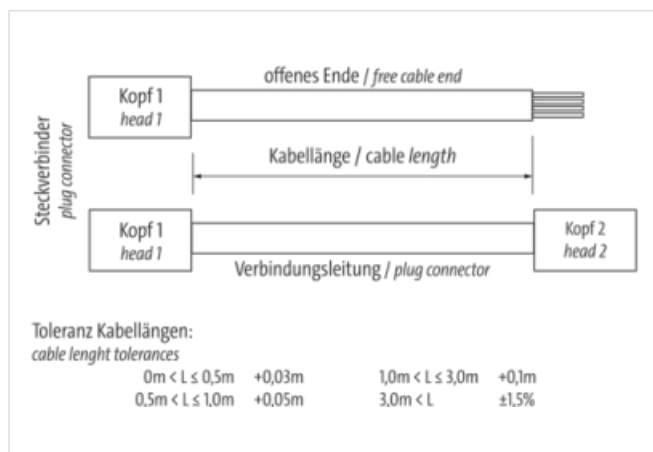 offenes Ende / free cable end
Kopf 1
head 1
Steckverbinder
plug connector
Kabellänge / cable length
Kopf 1
head 1
Kopf 2
head 2
Verbindungsleitung / plug connector
Toleranz Kabellängen:
cable lenght tolerances
0m < L ≤ 0,5m +0,03m 1,0m < L ≤ 3,0m +0,1m
0.5m < L ≤ 1,0m +0,05m 3,0m < L ±1,5%